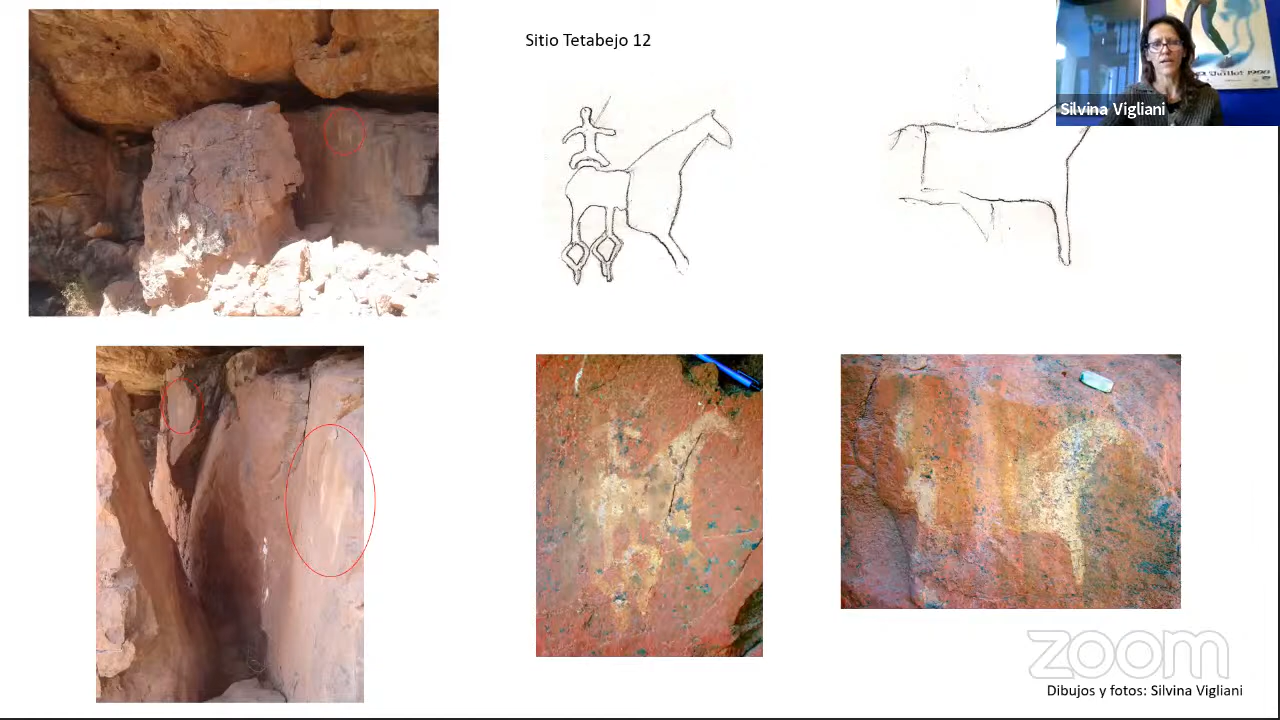 Sitio Tetabejo 12
Silvina Vigliani
zoom
Dibujos y fotos: Silvina Vigliani